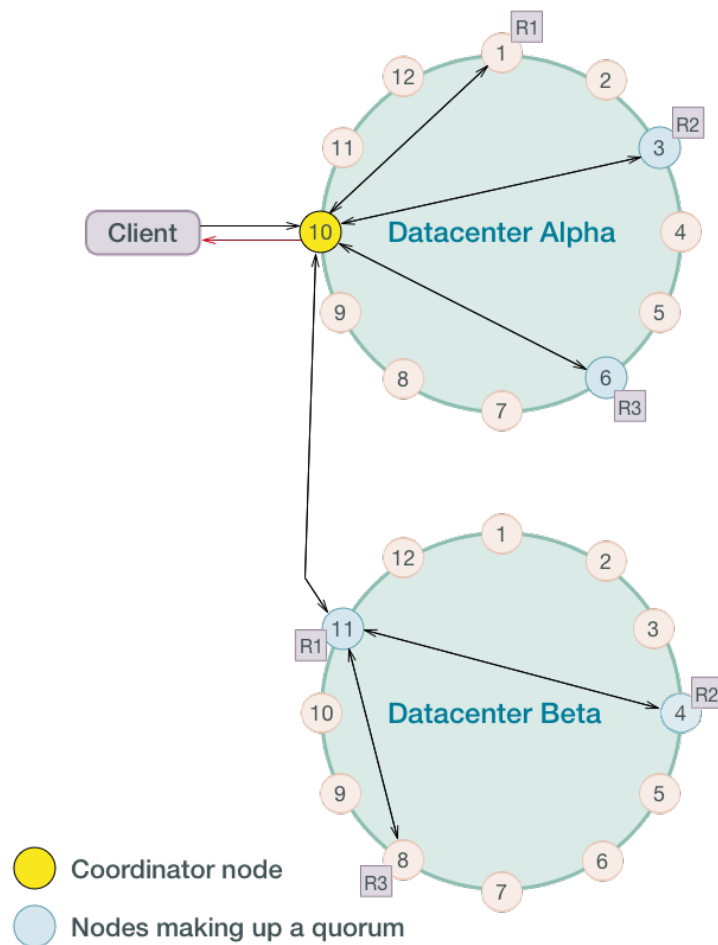 R1
1
12
2
R2
11
3
Client
10
Datacenter Alpha
4
9
5
8
6
7
R3
1
12
2
11
3
R1
R2
10
Datacenter Beta
4
9
5
8
6
R3
7
Coordinator node
Nodes making up a quorum